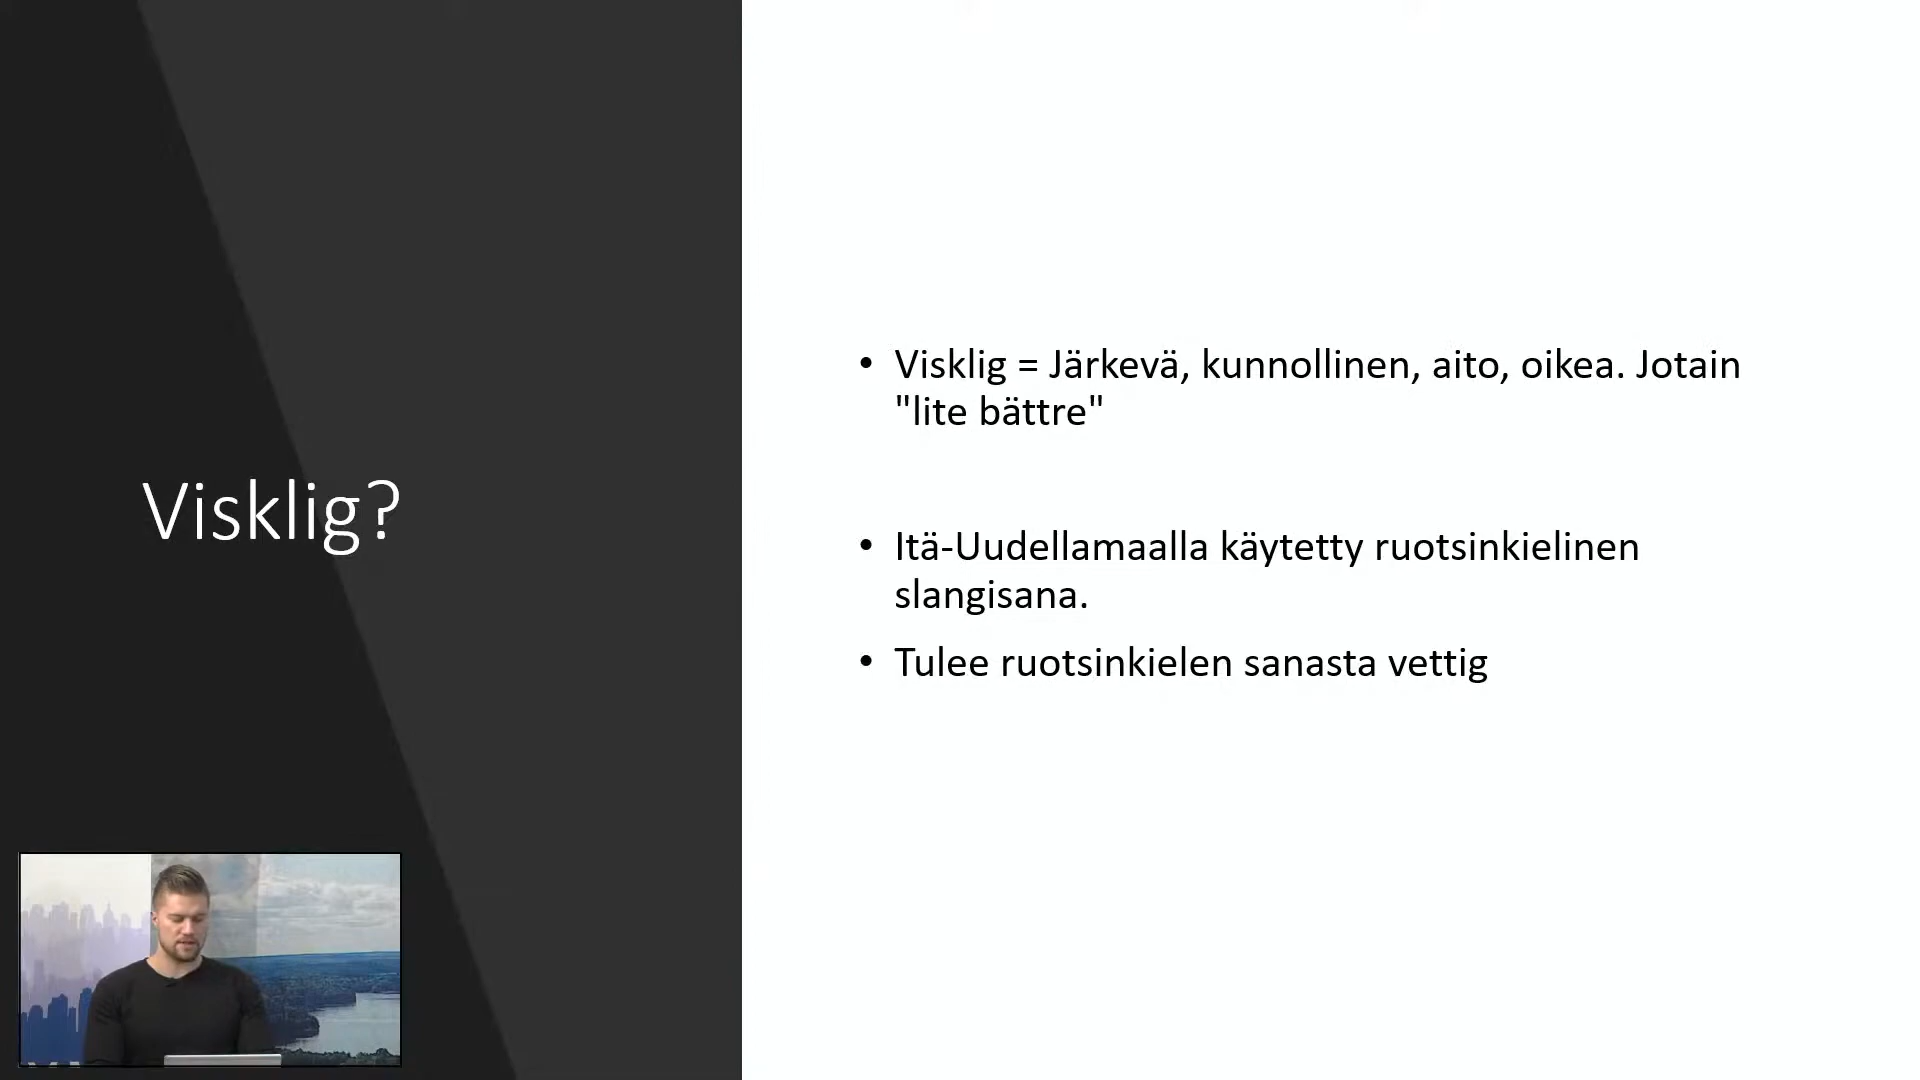 Visklig?
• Visklig = Järkevä, kunnollinen, aito, oikea. Jotain
"lite bättre"
• Itä-Uudellamaalla käytetty ruotsinkielinen
slangisana.
• Tulee ruotsinkielen sanasta vettig